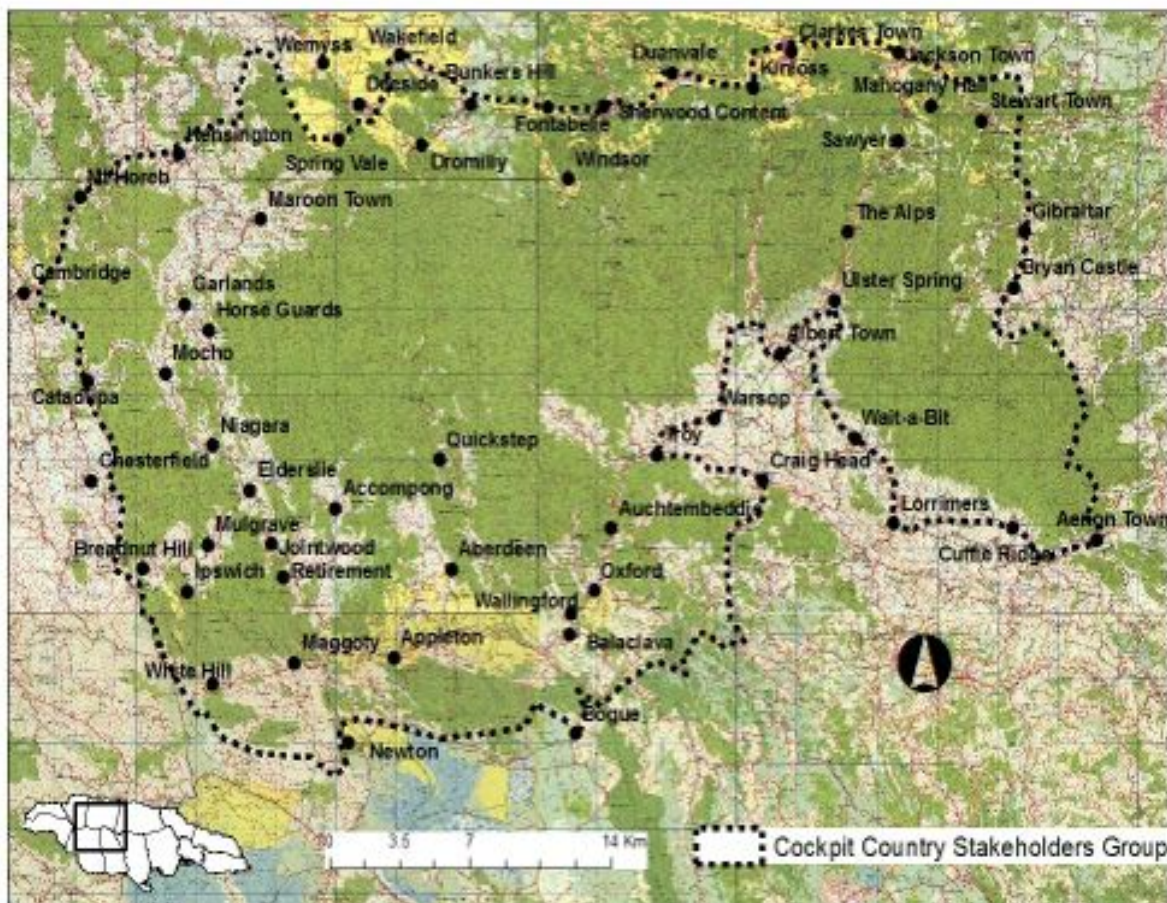 Clarkes Town
Wemyss
Wakefield
Duanvale
Jackson Town
Kinloss
Bunkers Hill
Deeside
Mahogany Hall
Stewart Town
Fontabelle
Sherwood Content
Kensington
Sawyers
Spring Vale
Dromilly
Windsor
Mt Horeb
Maroon Town
The Alps
Gibraltar
Cambridge
Bryan Castle
Garlands
Ulster Spring
Horse Guards
Albert Town
Mocho
Catadupa
Warsop
Wait-a-Bit
Niagara
Quickstep
Troy
Chesterfield
Elderslie
Craig Head
Accompong
Auchtembeddi
Lorrimers
Mulgrave
Aenon Town
Breadnut Hill
Jointwood
Aberdeen
Cuffie Ridge
Ipswich
Retirement
Oxford
Wallingford
Maggoty
Appleton
Balaclava
White Hill
Bogue
Newton
0 3.5 7 14 Km
Cockpit Country Stakeholders Group